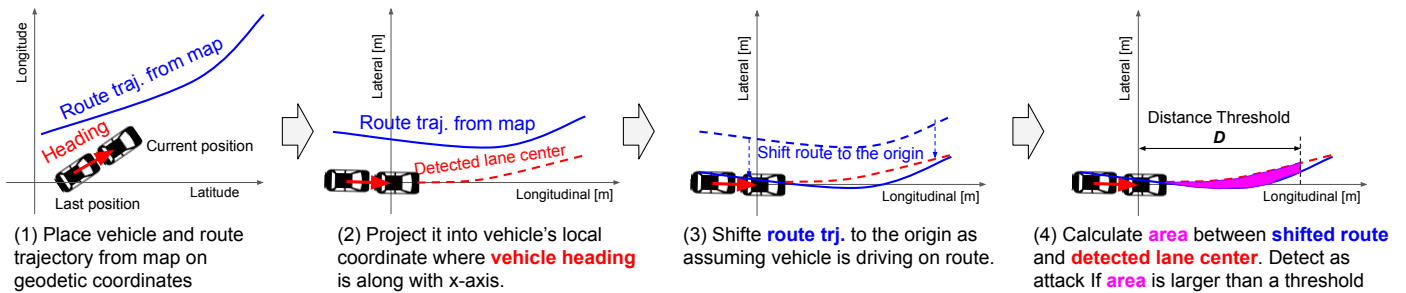 Longitude
Route traj. from map
Heading
Current position
Latitude
Last position
(1) Place vehicle and route
trajectory from map on
geodetic coordinates
Lateral [m]
Route traj. from map
Detected lane center
Longitudinal [m]
(2) Project it into vehicle's local
coordinate where vehicle heading
is along with x-axis.
Lateral [m]
Shift route to the origin
Longitudinal [m]
(3) Shifte route trj. to the origin as
assuming vehicle is driving on route.
Lateral [m]
Distance Threshold
D
Longitudinal [m]
(4) Calculate area between shifted route
and detected lane center. Detect as
attack If area is larger than a threshold